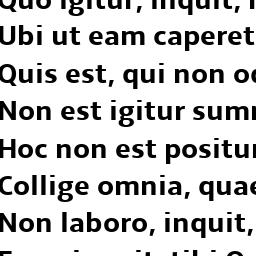 Quo igitur, inquit,
Ubi ut eam caperet
Quis est, qui non
Non est igitur
Hoc non est
Collige omnia,
Non laboro, inquit,